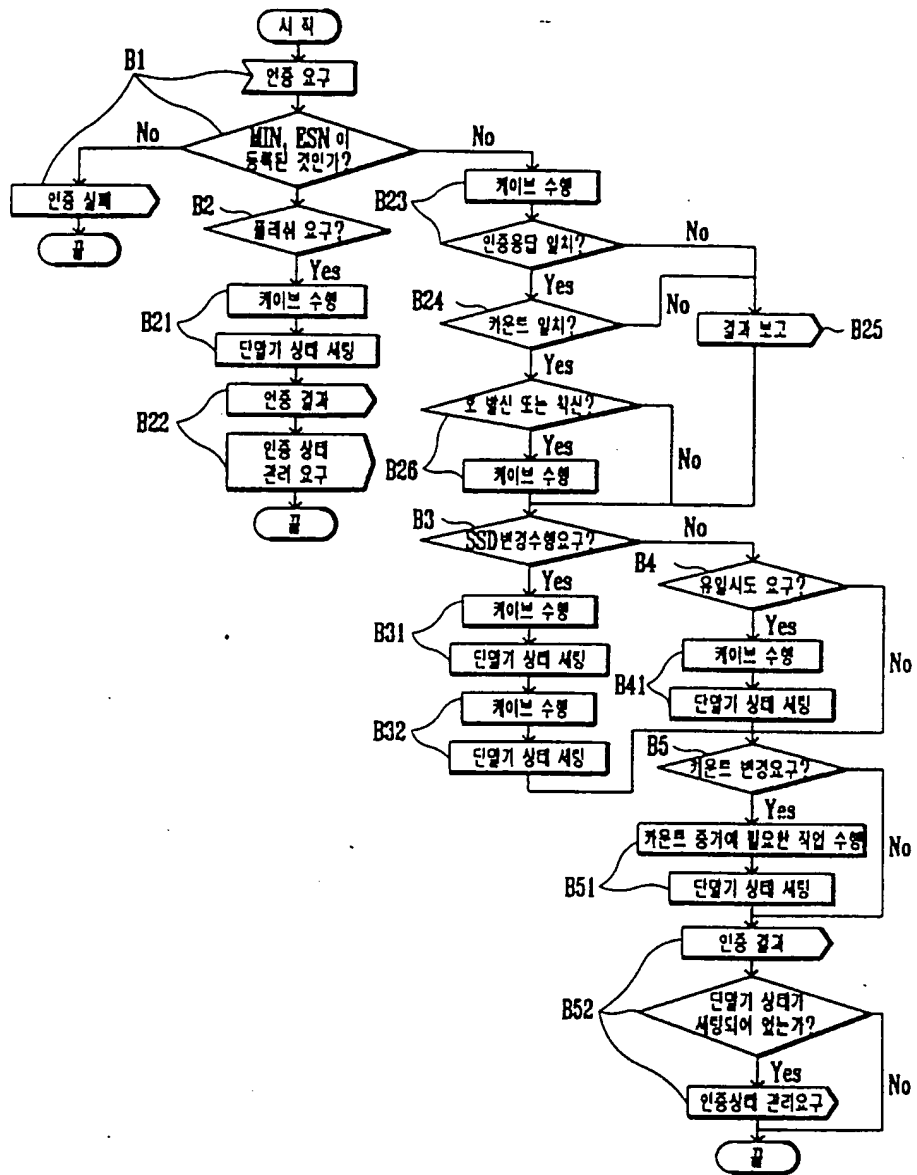 시 작
B1
인증 요구
MIN, ESN 이
등록된 것인가?
No
No
인증 실패
끝
B2
플래쉬 요구?
Yes
B21
케이브 수행
단말기 상태 세팅
B22
인증 결과
인증 상태
관리 요구
끝
B23
케이브 수행
인증응답 일치?
No
Yes
B24
카운트 일치?
No
결과 보고
B25
Yes
호 발신 또는 착신?
B26
Yes
No
케이브 수행
B3
SSD변경수행요구?
No
Yes
B31
케이브 수행
단말기 상태 세팅
B32
케이브 수행
단말기 상태 세팅
B4
유일시도 요구?
Yes
No
B41
케이브 수행
단말기 상태 세팅
B5
카운트 변경요구?
Yes
No
카운트 증가에 필요한 작업 수행
B51
단말기 상태 세팅
인증 결과
B52
단말기 상태가
세팅되어 있는가?
Yes
No
인증상태 관리요구
끝